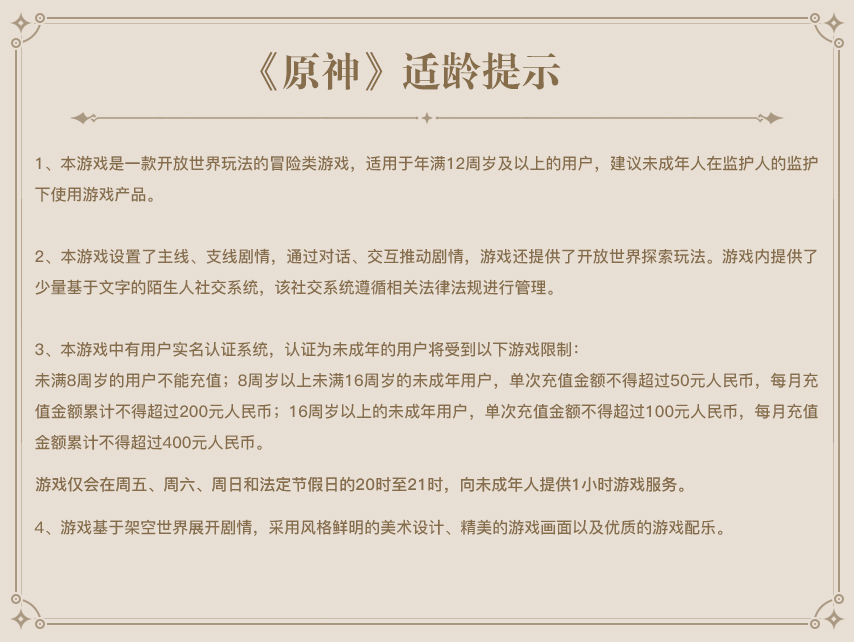 《原神》适龄提示
1、本游戏是一款开放世界玩法的冒险类游戏，适用于年满12周岁及以上的用户，建议未成年人在监护人的监护
下使用游戏产品。
2、本游戏设置了主线、支线剧情，通过对话、交互推动剧情，游戏还提供了开放世界探索玩法。游戏内提供了
少量基于文字的陌生人社交系统，该社交系统遵循相关法律法规进行管理。
3、本游戏中有用户实名认证系统，认证为未成年的用户将受到以下游戏限制：
未满8周岁的用户不能充值；8周岁以上未满16周岁的未成年用户，单次充值金额不得超过50元人民币，每月充
值金额累计不得超过200元人民币；16周岁以上的未成年用户，单次充值金额不得超过100元人民币，每月充值
金额累计不得超过400元人民币。
游戏仅会在周五、周六、周日和法定节假日的20时至21时，向未成年人提供1小时游戏服务。
4、游戏基于架空世界展开剧情，采用风格鲜明的美术设计、精美的游戏画面以及优质的游戏配乐。